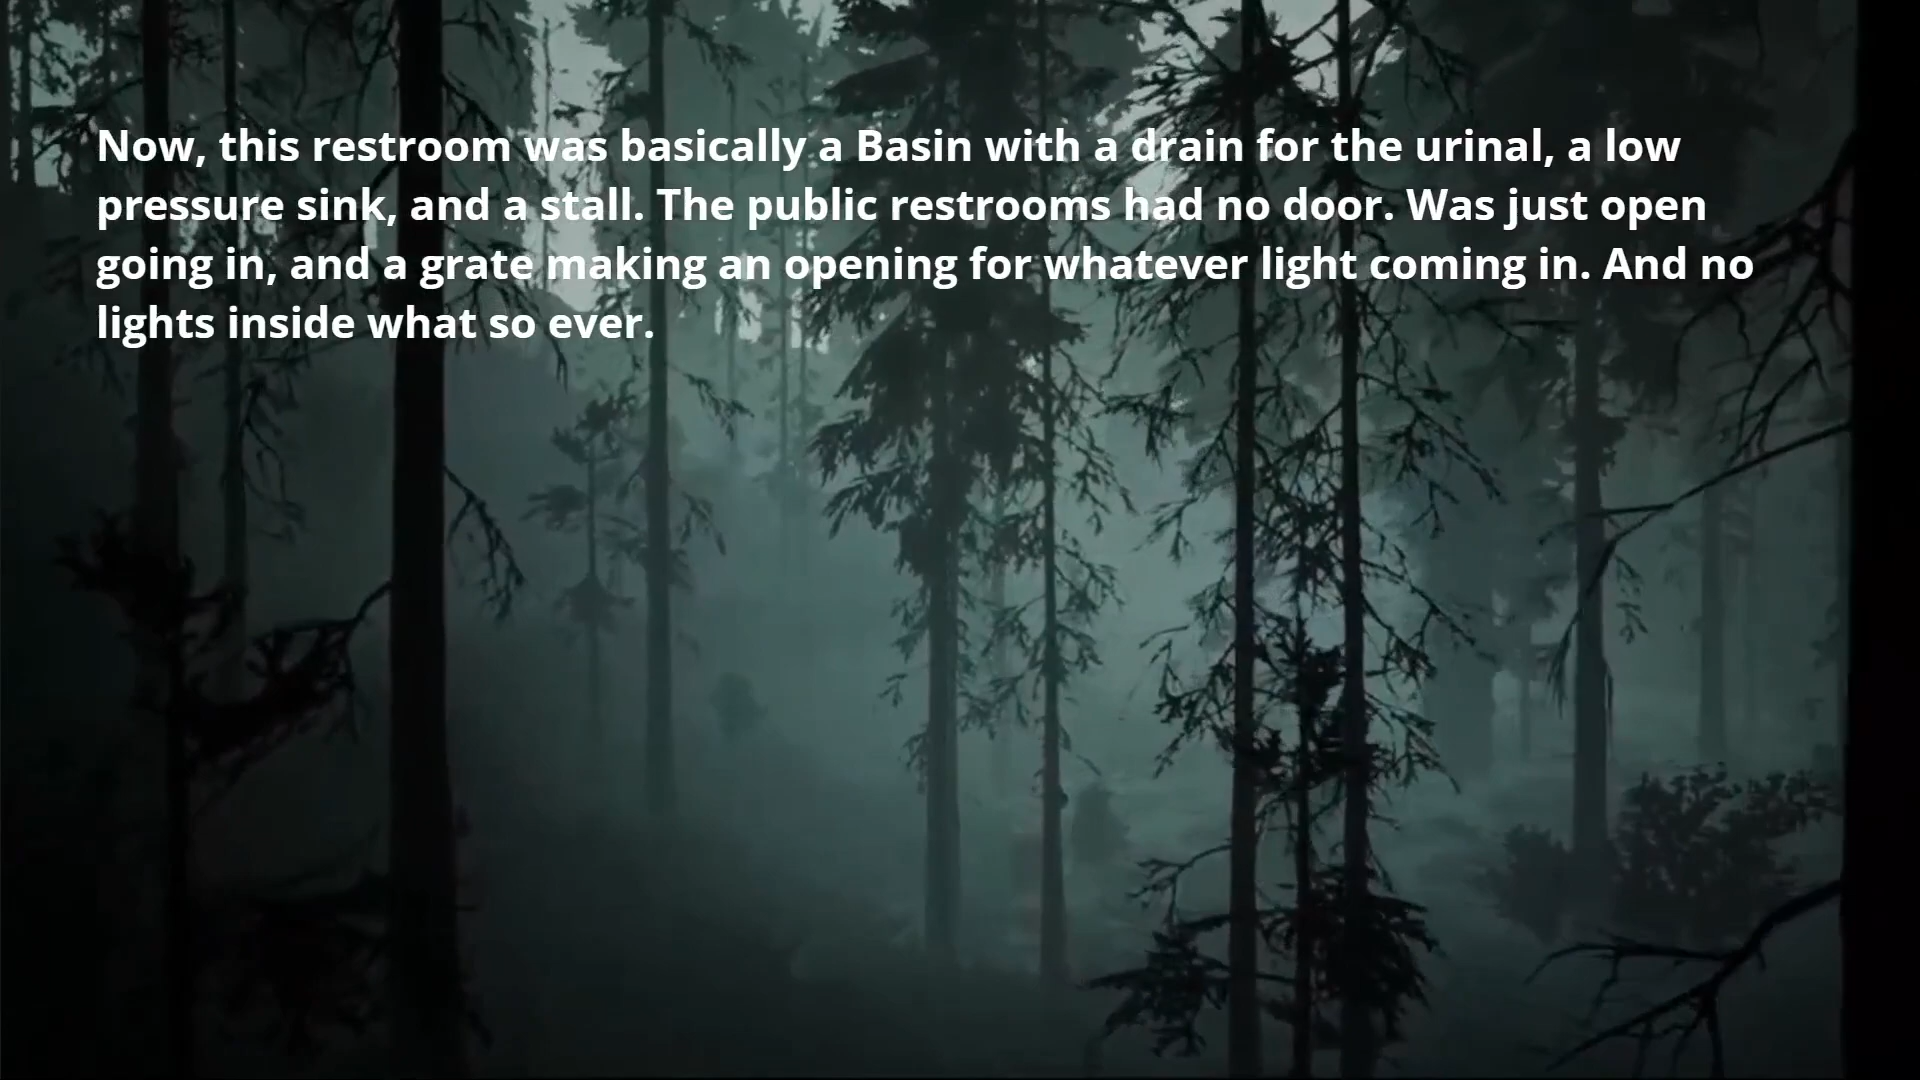 Now, this restroom was basically a Basin with a drain for the urinal, a low
pressure sink, and a stall. The public restrooms had no door. Was just open
going in, and a grate making an opening for whatever light coming in. And no
lights inside what so ever.